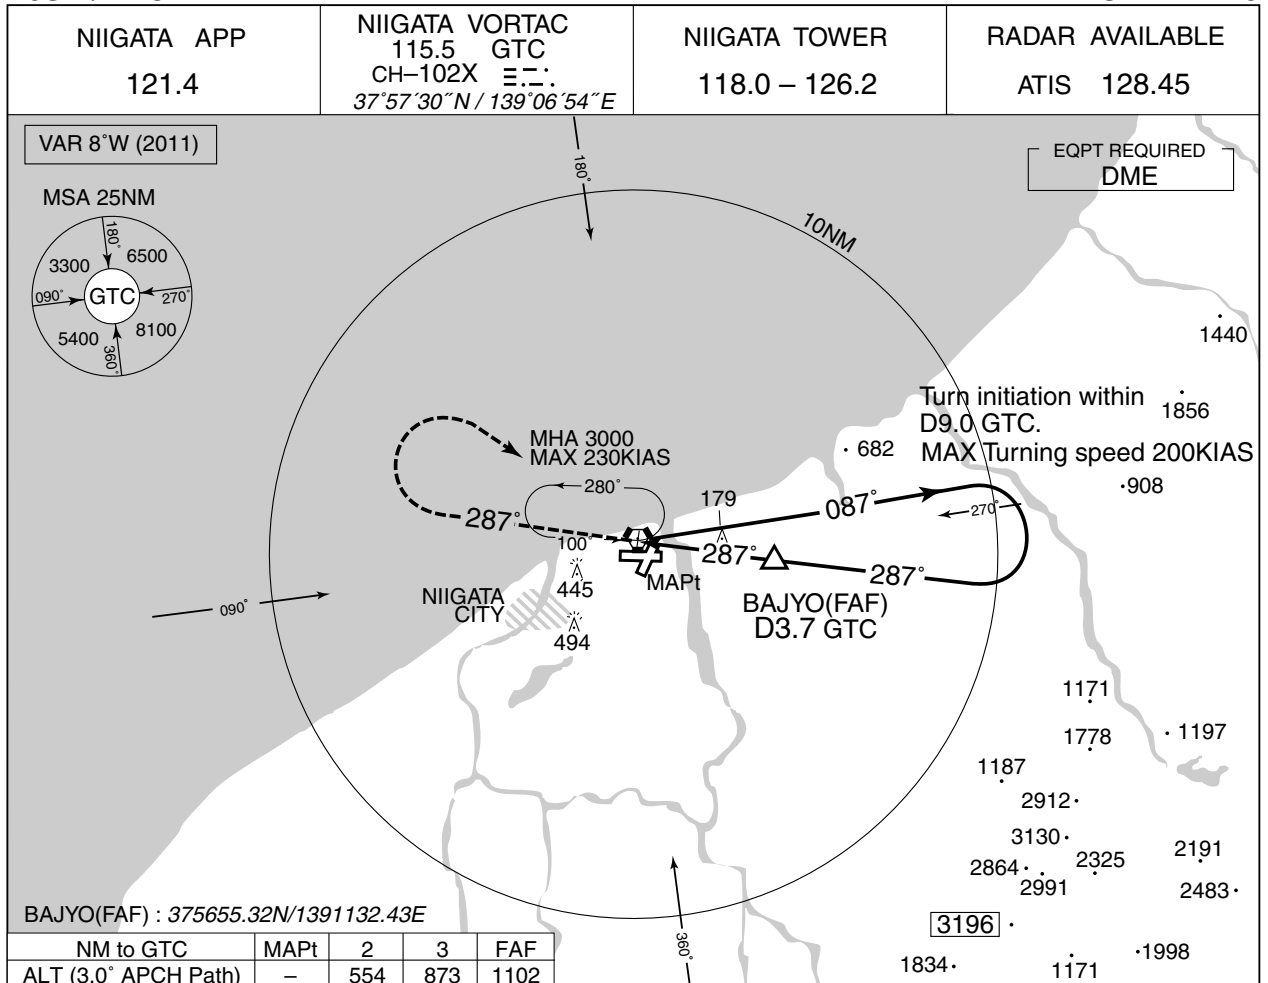 NIIGATA APP
121.4
NIIGATA VORTAC
115.5 GTC
CH–102X
37°57′30″N / 139°06′54″E
NIIGATA TOWER
118.0 – 126.2
RADAR AVAILABLE
ATIS 128.45
VAR 8°W (2011)
EQPT REQUIRED
DME
MSA 25NM
180°
3300
6500
090°
GTC
270°
5400
8100
360°
180°
10NM
1440
Turn initiation within
D9.0 GTC.
MAX Turning speed 200KIAS
1856
682
908
MHA 3000
MAX 230KIAS
280°
179
087°
270°
287°
100°
287°
287°
MAPt
445
NIIGATA
CITY
494
090°
BAJYO(FAF)
D3.7 GTC
1171
1778
1197
1187
2912
3130
2864
2325
2191
2991
2483
3196
1998
1834
1171
360°
BAJYO(FAF) : 375655.32N/1391132.43E
NM to GTC MAPt 2 3 FAF
ALT (3.0° APCH Path) – 554 873 1102